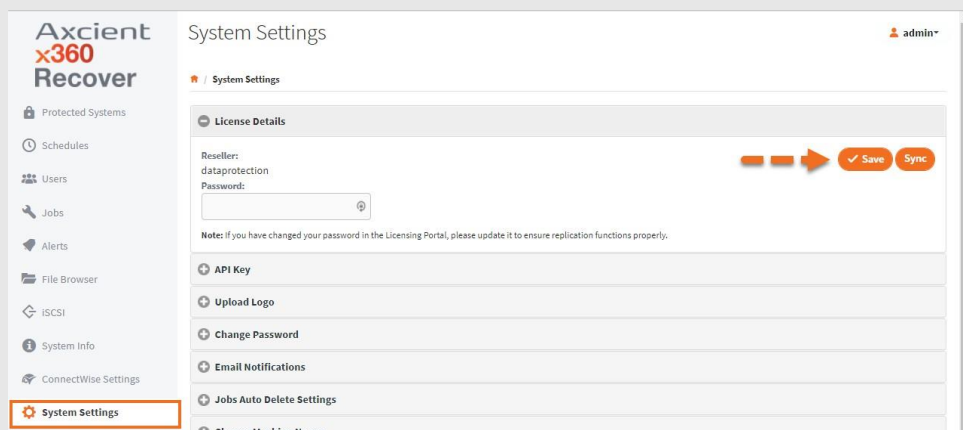 Axcient
x360
Recover
System Settings
admin
/ System Settings
Protected Systems
Schedules
Users
Jobs
Alerts
File Browser
iSCSI
System Info
ConnectWise Settings
System Settings
License Details
Reseller:
dataprotection
Password:
Save
Sync
Note: If you have changed your password in the Licensing Portal, please update it to ensure replication functions properly.
API Key
Upload Logo
Change Password
Email Notifications
Jobs Auto Delete Settings